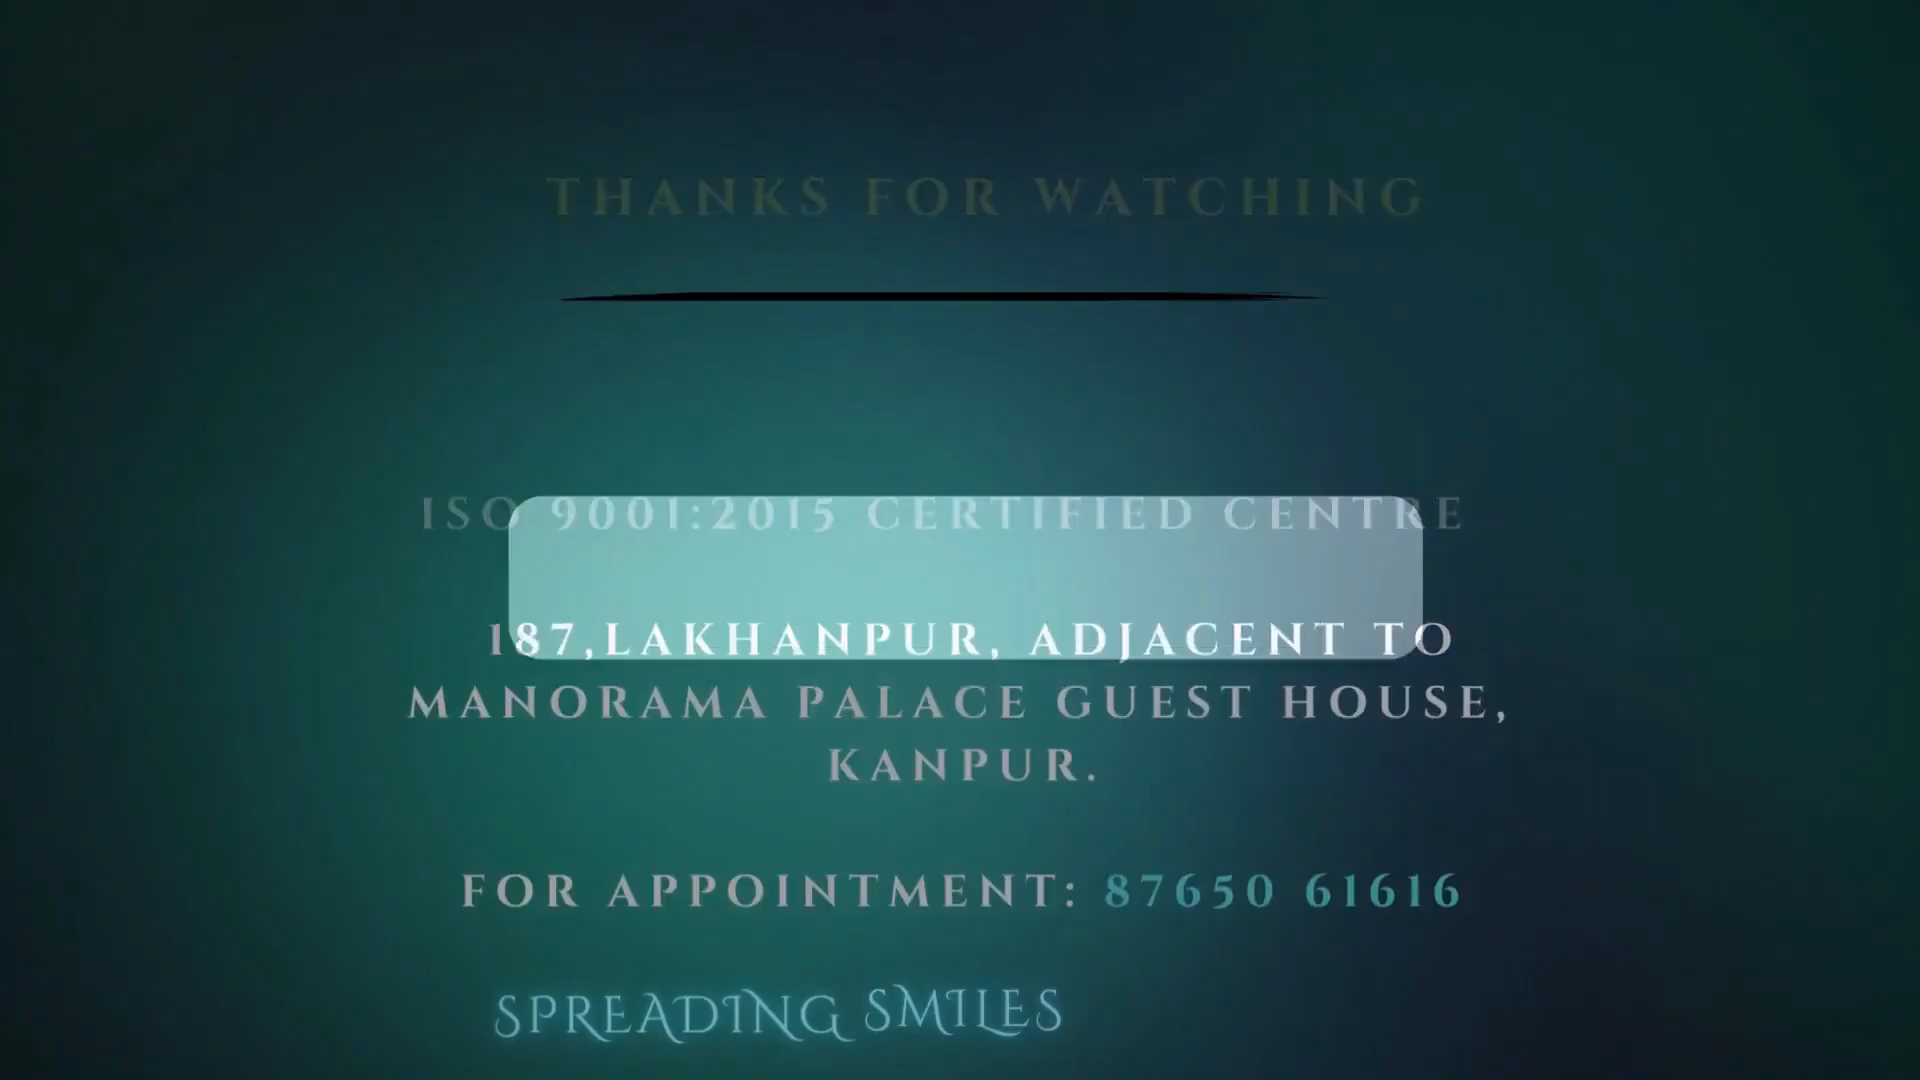 THANKS FOR WATCHING
ISO 9001:2015 CERTIFIED CENTRE
187,LAKHANPUR, ADJACENT TO
MANORAMA PALACE GUEST HOUSE,
KANPUR.
FOR APPOINTMENT: 87650 61616
SPREADING SMILES